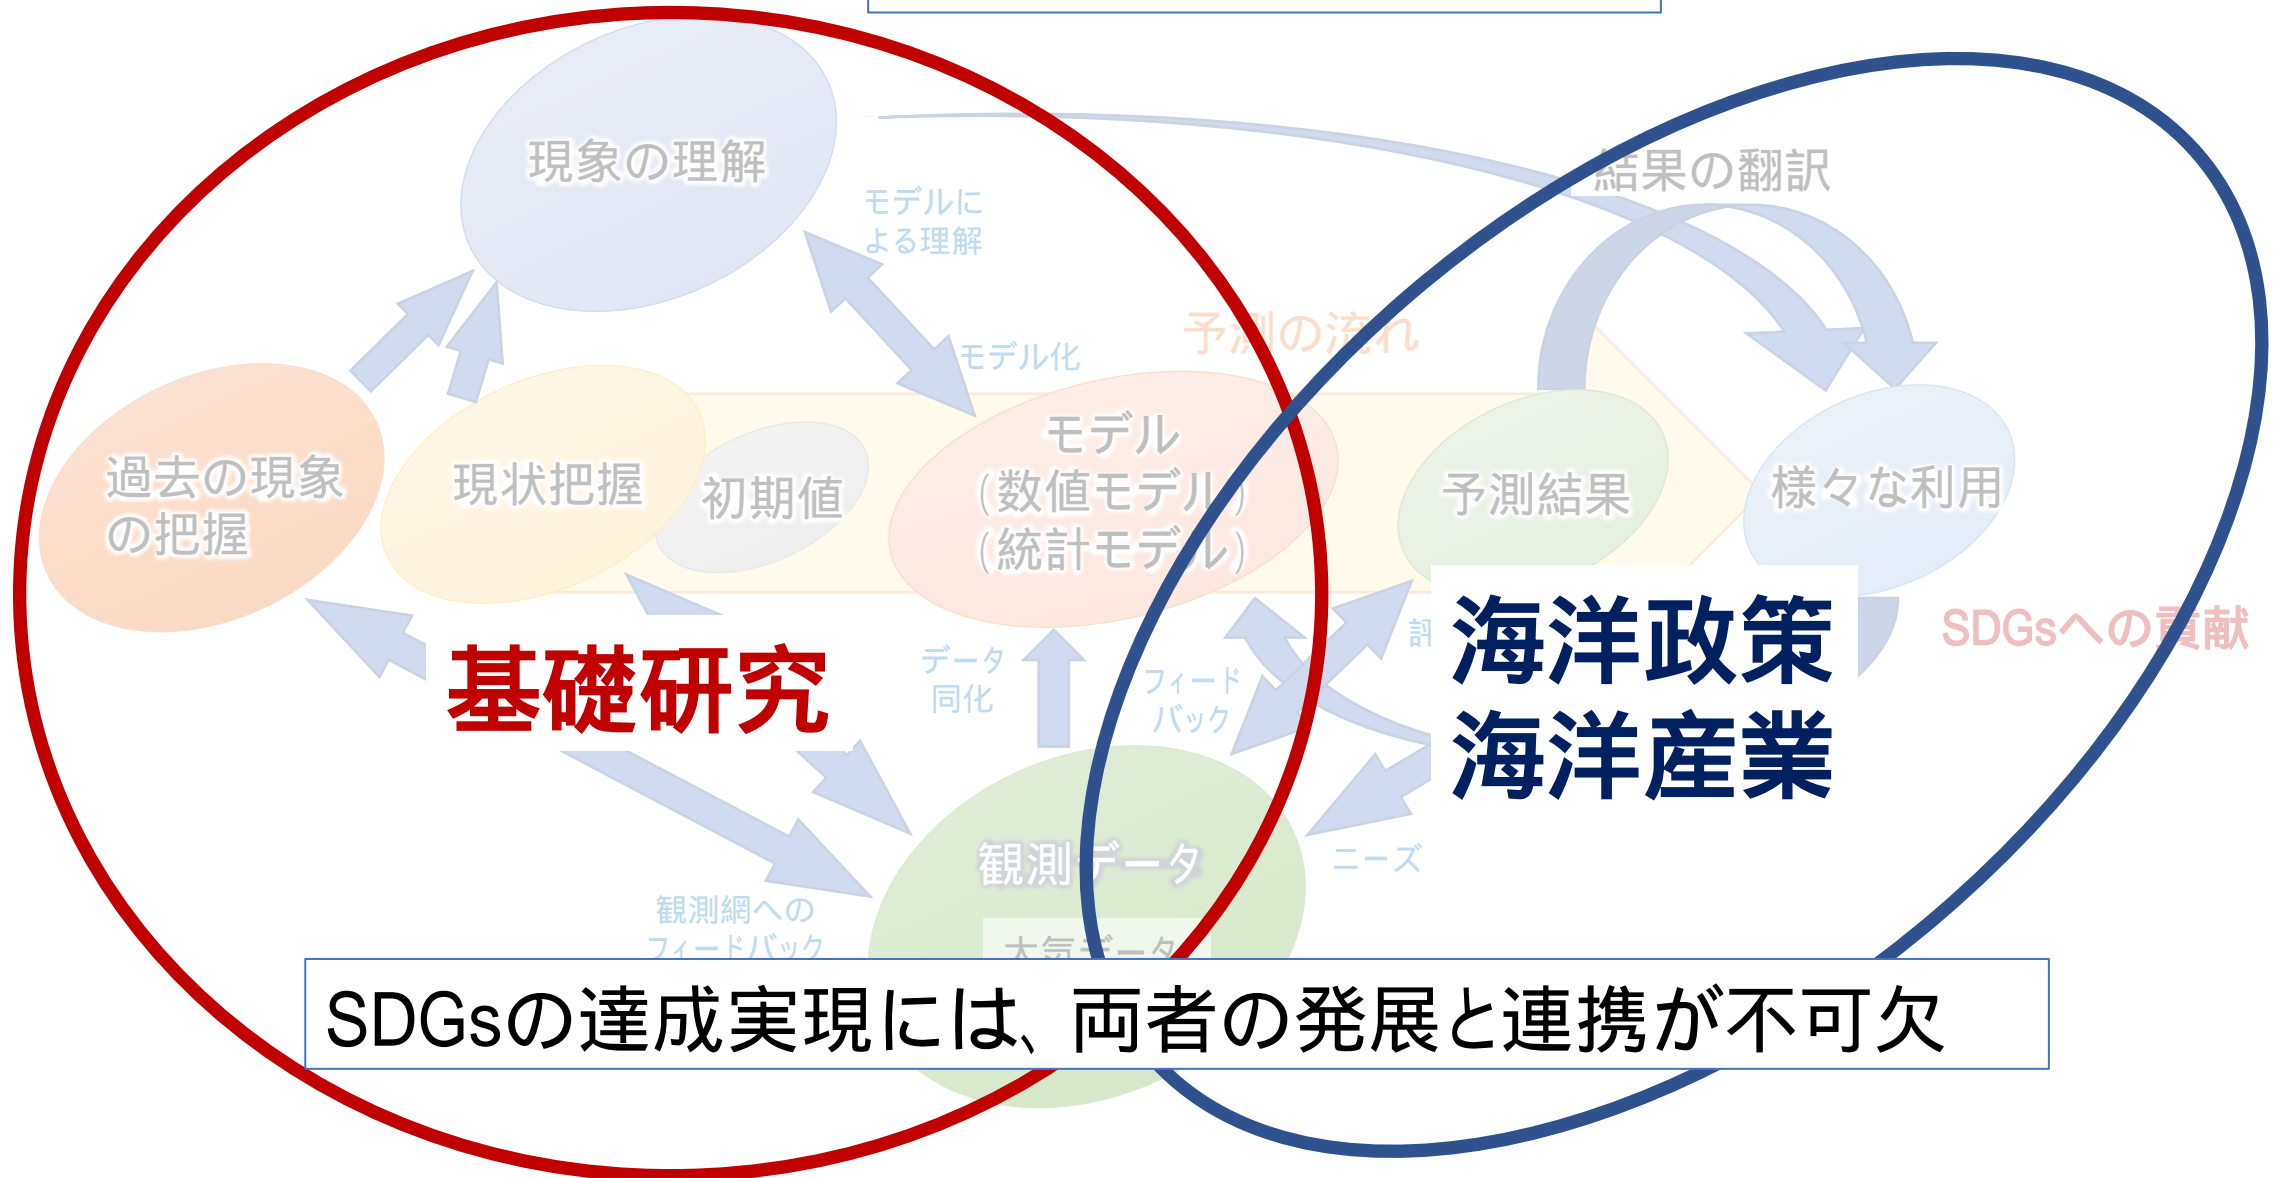 現象の理解
結果の翻訳
モデルに
よる理解
予測の流れ
モデル化
過去の現象
の把握
現状把握
初期値
モデル
(数値モデル)
(統計モデル)
予測結果
様々な利用
基礎研究
データ
同化
フィード
バック
海洋政策
海洋産業
SDGsへの貢献
観測データ
ニーズ
観測網への
フィードバック
大気データ
SDGsの達成実現には、両者の発展と連携が不可欠